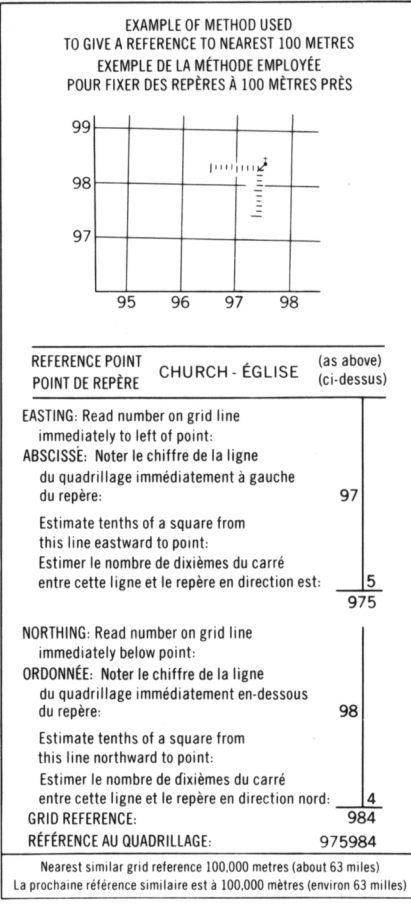 EXAMPLE OF METHOD USED
TO GIVE A REFERENCE TO NEAREST 100 METRES
EXEMPLE DE LA MÉTHODE EMPLOYÉE
POUR FIXER DES REPÈRES À 100 MÈTRES PRÈS
99
98
97
95 96 97 98
REFERENCE POINT
POINT DE REPÈRE
CHURCH - ÉGLISE
(as above)
(ci-dessus)
EASTING: Read number on grid line
immediately to left of point:
ABSCISSÈ: Noter le chiffre de la ligne
du quadrillage immédiatement à gauche
du repère: 97
Estimate tenths of a square from
this line eastward to point:
Estimer le nombre de dixièmes du carré
entre cette ligne et le repère en direction est: 5
975
NORTHING: Read number on grid line
immediately below point:
ORDONNÉE: Noter le chiffre de la ligne
du quadrillage immédiatement en-dessous
du repère: 98
Estimate tenths of a square from
this line northward to point:
Estimer le nombre de dixièmes du carré
entre cette ligne et le repère en direction nord: 4
GRID REFERENCE: 984
RÉFÉRENCE AU QUADRILLAGE: 975984
Nearest similar grid reference 100,000 metres (about 63 miles)
La prochaine référence similaire est à 100,000 mètres (environ 63 milles)